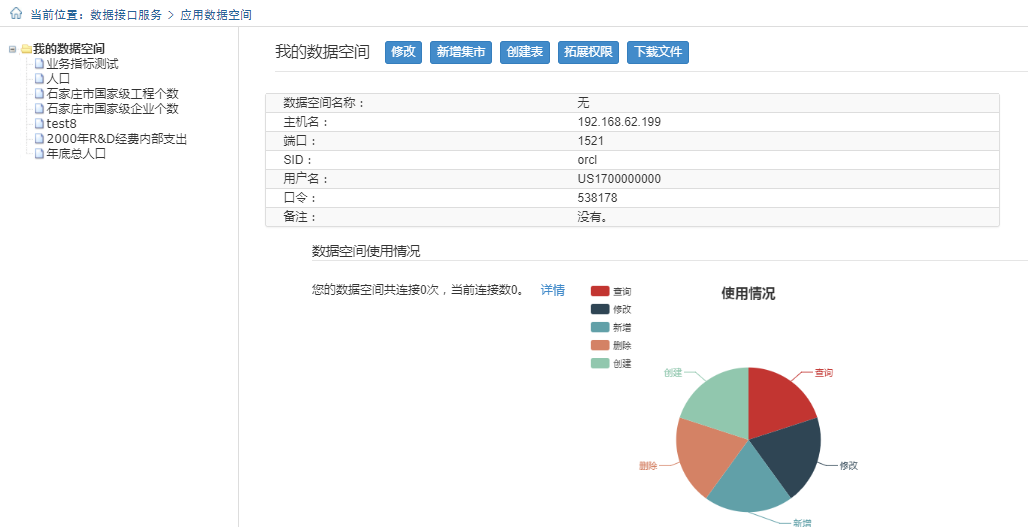 当前位置：数据接口服务 > 应用数据空间
我的数据空间
业务指标测试
人口
石家庄市国家级工程个数
石家庄市国家级企业个数
test8
2000年R&D经费内部支出
年底总人口
我的数据空间 修改 新增集市 创建表 拓展权限 下载文件
数据空间名称： 无
主机名： 192.168.62.199
端口： 1521
SID： orcl
用户名： US1700000000
口令： 538178
备注： 没有。
数据空间使用情况
您的数据空间共连接0次，当前连接数0。 详情
使用情况
查询
修改
新增
删除
创建
创建
查询
删除
修改
新增